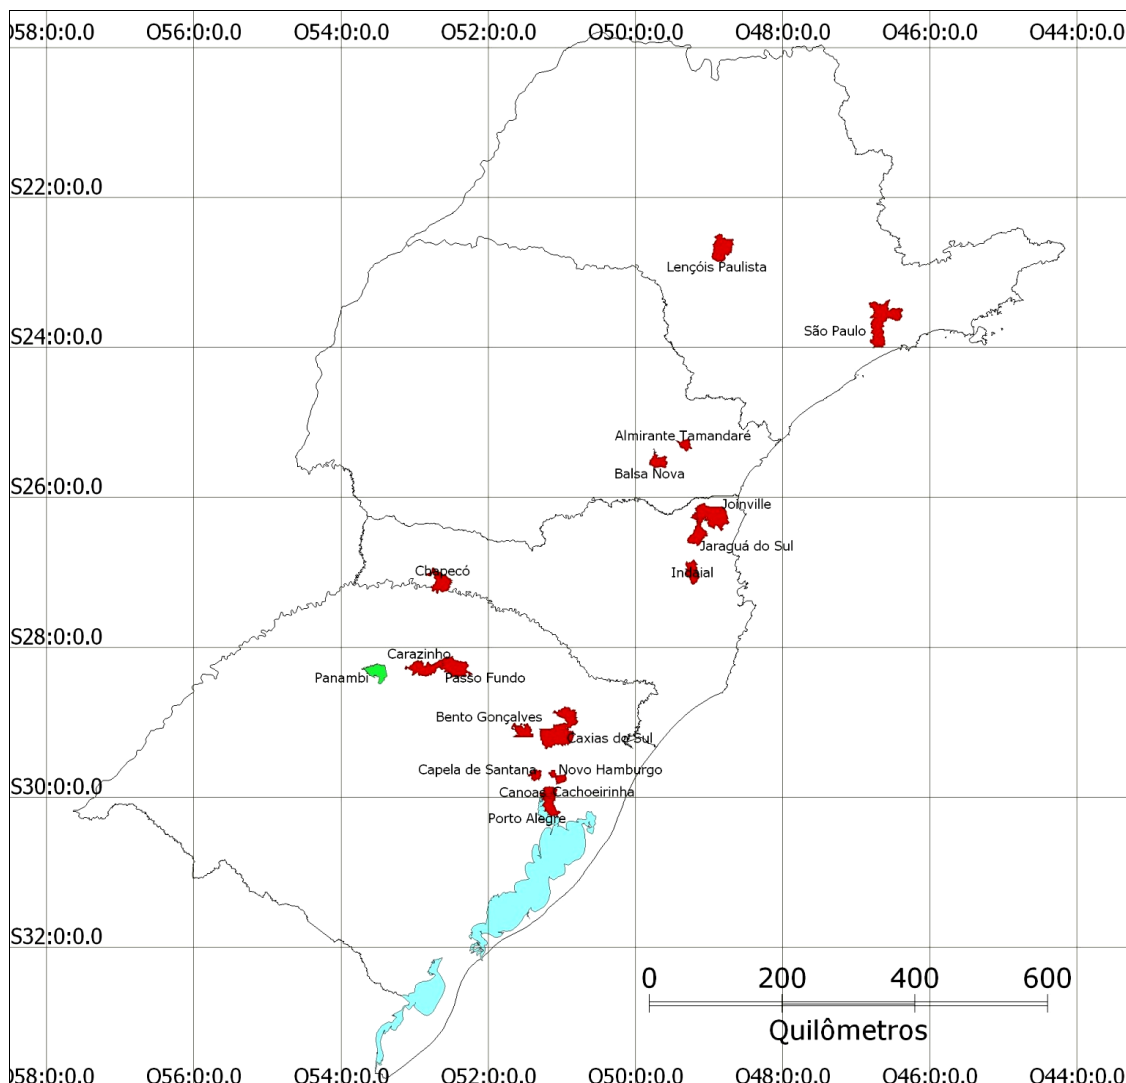 O58:0:0.0 O56:0:0.0 O54:0:0.0 O52:0:0.0 O50:0:0.0 O48:0:0.0 O46:0:0.0 O44:0:0.0
S22:0:0.0
Lençóis Paulista
São Paulo
S24:0:0.0
Almirante Tamandaré
Balsa Nova
S26:0:0.0
Joinville
Jaraguá do Sul
Chapecó
Indaial
S28:0:0.0
Carazinho
Panambi
Passo Fundo
Bento Gonçalves
Caxias do Sul
Capela de Santana
Novo Hamburgo
S30:0:0.0
Canoas
Cachoeirinha
Porto Alegre
S32:0:0.0
0 200 400 600
Quilômetros
O58:0:0.0 O56:0:0.0 O54:0:0.0 O52:0:0.0 O50:0:0.0 O48:0:0.0 O46:0:0.0 O44:0:0.0